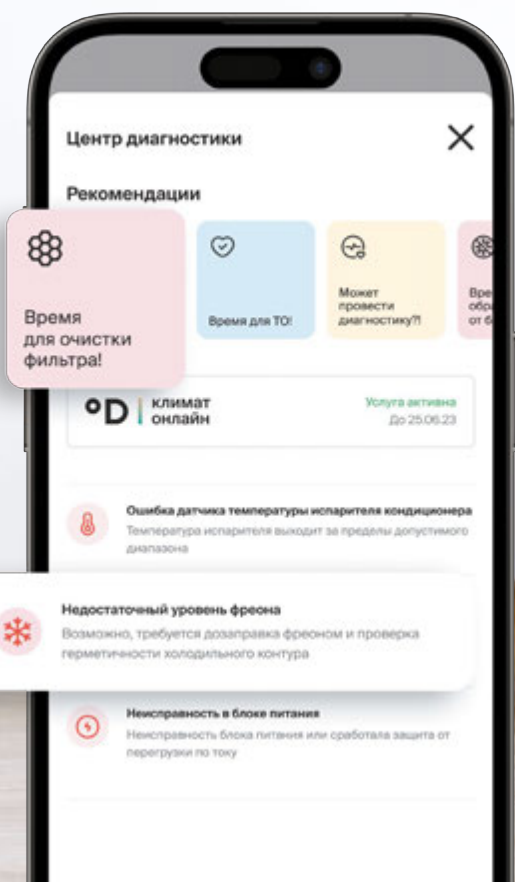 Центр диагностики
Рекомендации
Время
для очистки
фильтра!
Время для ТО!
Может
провести
диагностику?!
°D
климат
онлайн
Услуга активна
До 25.06.23
Ошибка датчика температуры испарителя кондиционера
Температура испарителя выходит за пределы допустимого
диапазона
Недостаточный уровень фреона
Возможно, требуется дозаправка фреоном и проверка
герметичности холодильного контура
Неисправность в блоке питания
Неисправность блока питания или сработала защита от
перегрузки по току